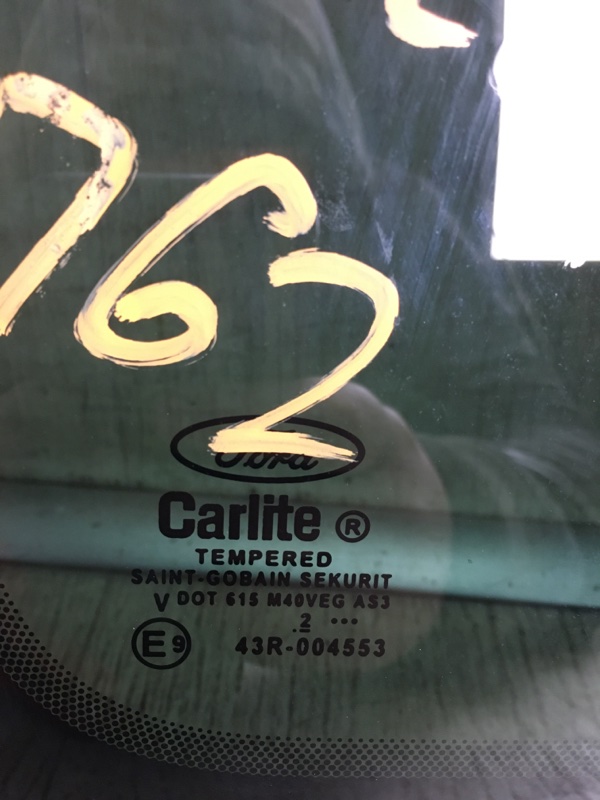 762
Ford
Carlite ®
TEMPERED
SAINT-GOBAIN SEKURIT
V DOT 615 M40VEG AS3
.2 ...
E9 43R-004553